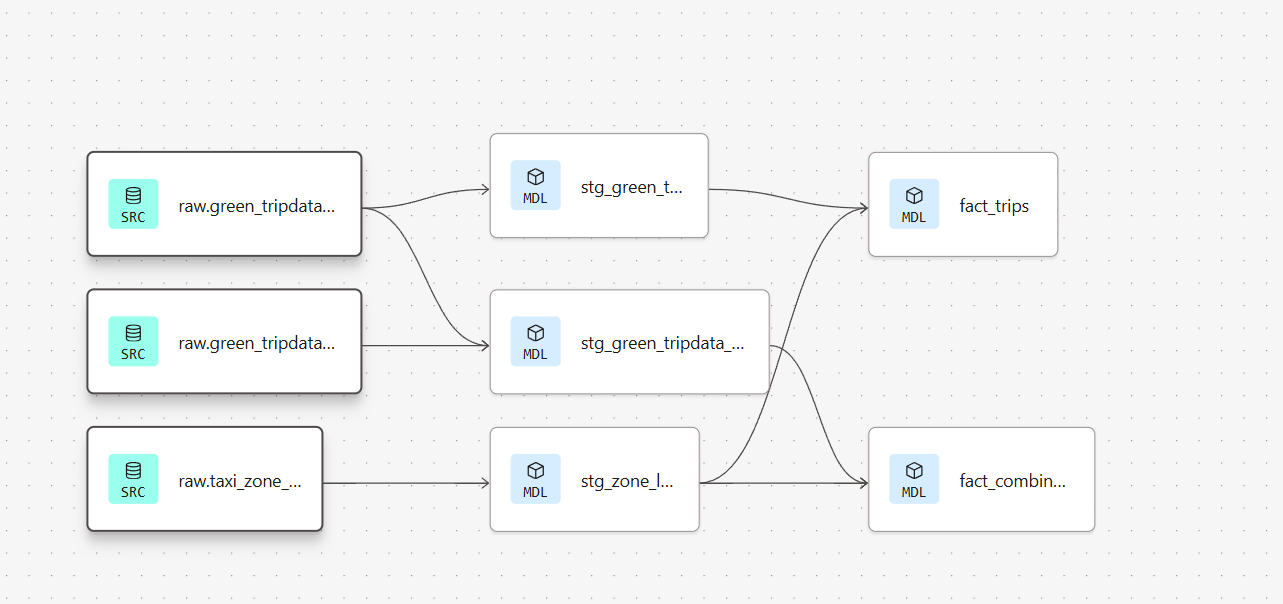 SRC
raw.green_tripdata...
MDL
stg_green_t...
MDL
fact_trips
SRC
raw.green_tripdata...
MDL
stg_green_tripdata_...
SRC
raw.taxi_zone_...
MDL
stg_zone_l...
MDL
fact_combin...